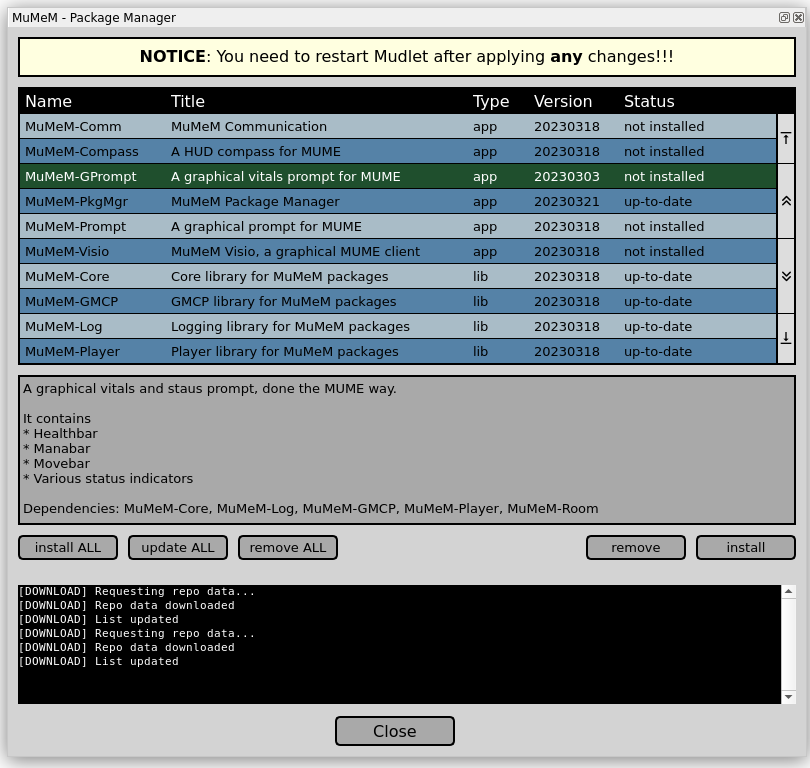 MuMeM - Package Manager
NOTICE: You need to restart Mudlet after applying any changes!!!
Name Title Type Version Status
MuMeM-Comm MuMeM Communication app 20230318 not installed
MuMeM-Compass A HUD compass for MUME app 20230318 not installed
MuMeM-GPrompt A graphical vitals prompt for MUME app 20230303 not installed
MuMeM-PkgMgr MuMeM Package Manager app 20230321 up-to-date
MuMeM-Prompt A graphical prompt for MUME app 20230318 not installed
MuMeM-Visio MuMeM Visio, a graphical MUME client app 20230318 not installed
MuMeM-Core Core library for MuMeM packages lib 20230318 up-to-date
MuMeM-GMCP GMCP library for MuMeM packages lib 20230318 up-to-date
MuMeM-Log Logging library for MuMeM packages lib 20230318 up-to-date
MuMeM-Player Player library for MuMeM packages lib 20230318 up-to-date
A graphical vitals and staus prompt, done the MUME way.
It contains
* Healthbar
* Manabar
* Movebar
* Various status indicators
Dependencies: MuMeM-Core, MuMeM-Log, MuMeM-GMCP, MuMeM-Player, MuMeM-Room
install ALL update ALL remove ALL remove install
[DOWNLOAD] Requesting repo data...
[DOWNLOAD] Repo data downloaded
[DOWNLOAD] List updated
[DOWNLOAD] Requesting repo data...
[DOWNLOAD] Repo data downloaded
[DOWNLOAD] List updated
Close